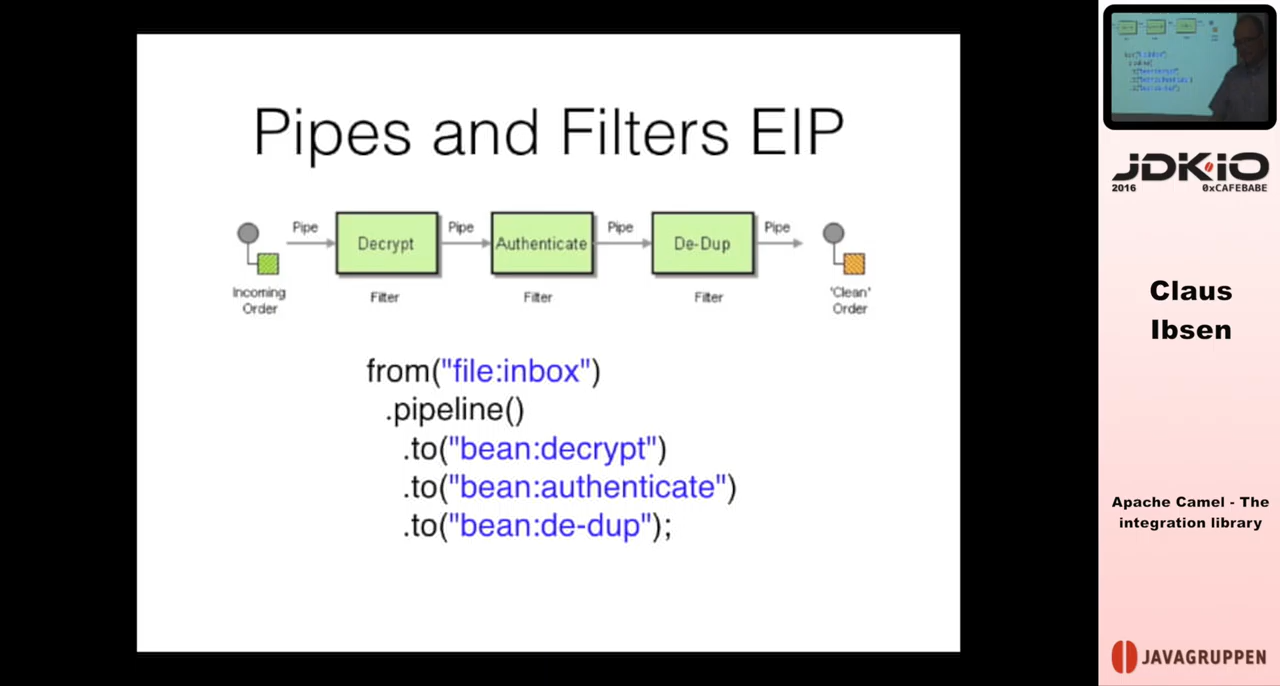 Pipes and Filters EIP
Pipe
Pipe
Pipe
Pipe
Decrypt
Authenticate
De-Dup
Incoming
Order
Filter
Filter
Filter
'Clean'
Order
from("file:inbox")
.pipeline()
.to("bean:decrypt")
.to("bean:authenticate")
.to("bean:de-dup");
JDK.iO
2016 0xCAFEBABE
Claus
Ibsen
Apache Camel - The
integration library
JAVAGRUPPEN